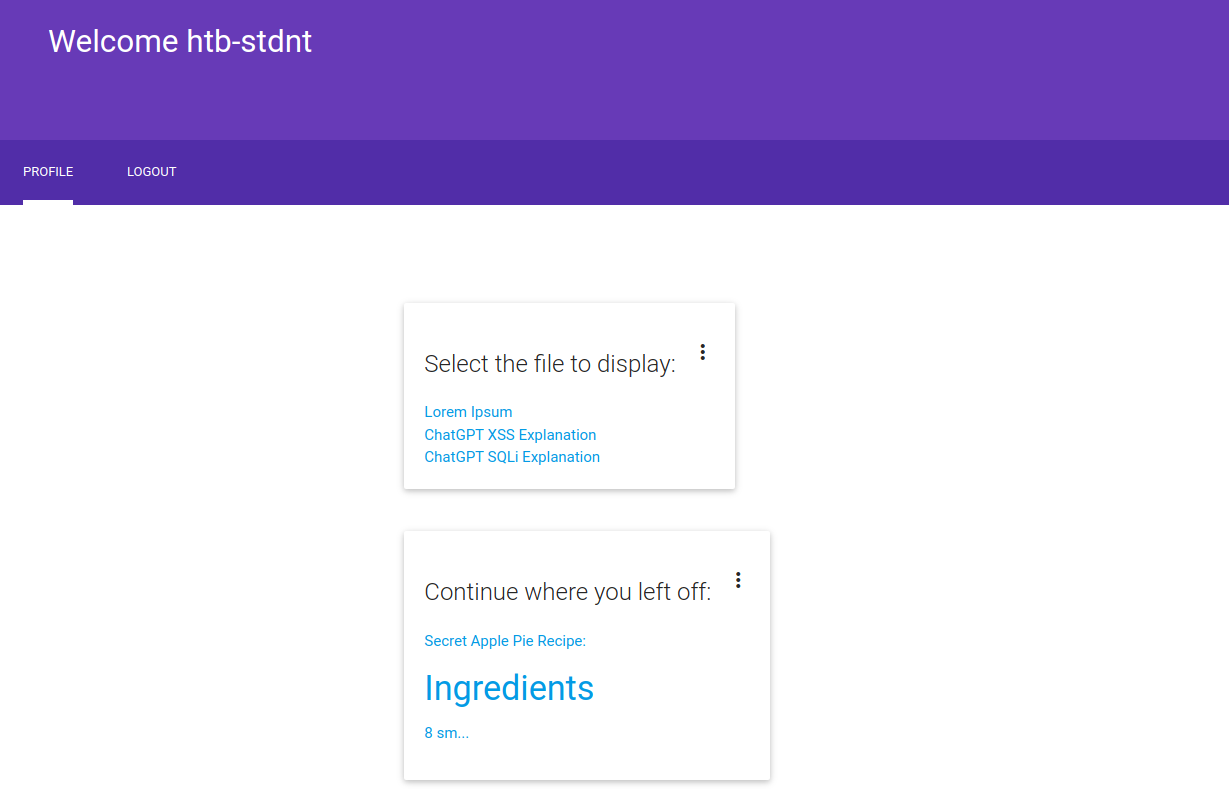 Welcome htb-stdnt
PROFILE LOGOUT
Select the file to display:
Lorem Ipsum
ChatGPT XSS Explanation
ChatGPT SQLi Explanation
Continue where you left off:
Secret Apple Pie Recipe:
Ingredients
8 sm...